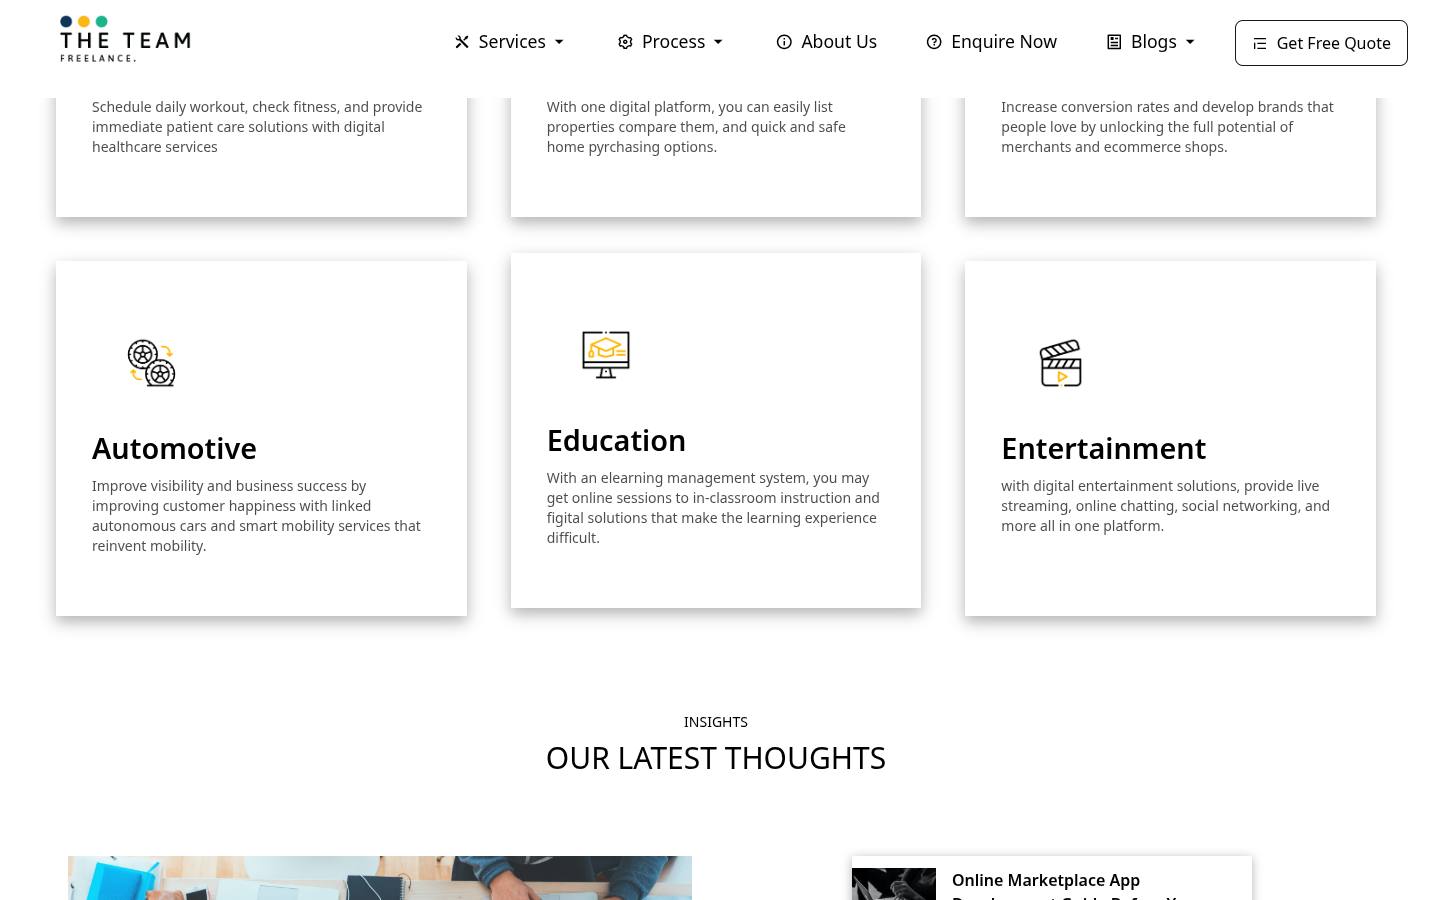 THE TEAM
FREELANCE.
Services
Process
About Us
Enquire Now
Blogs
Get Free Quote
Schedule daily workout, check fitness, and provide
immediate patient care solutions with digital
healthcare services
With one digital platform, you can easily list
properties compare them, and quick and safe
home pyrchasing options.
Increase conversion rates and develop brands that
people love by unlocking the full potential of
merchants and ecommerce shops.
Automotive
Improve visibility and business success by
improving customer happiness with linked
autonomous cars and smart mobility services that
reinvent mobility.
Education
With an elearning management system, you may
get online sessions to in-classroom instruction and
figital solutions that make the learning experience
difficult.
Entertainment
with digital entertainment solutions, provide live
streaming, online chatting, social networking, and
more all in one platform.
INSIGHTS
OUR LATEST THOUGHTS
Online Marketplace App